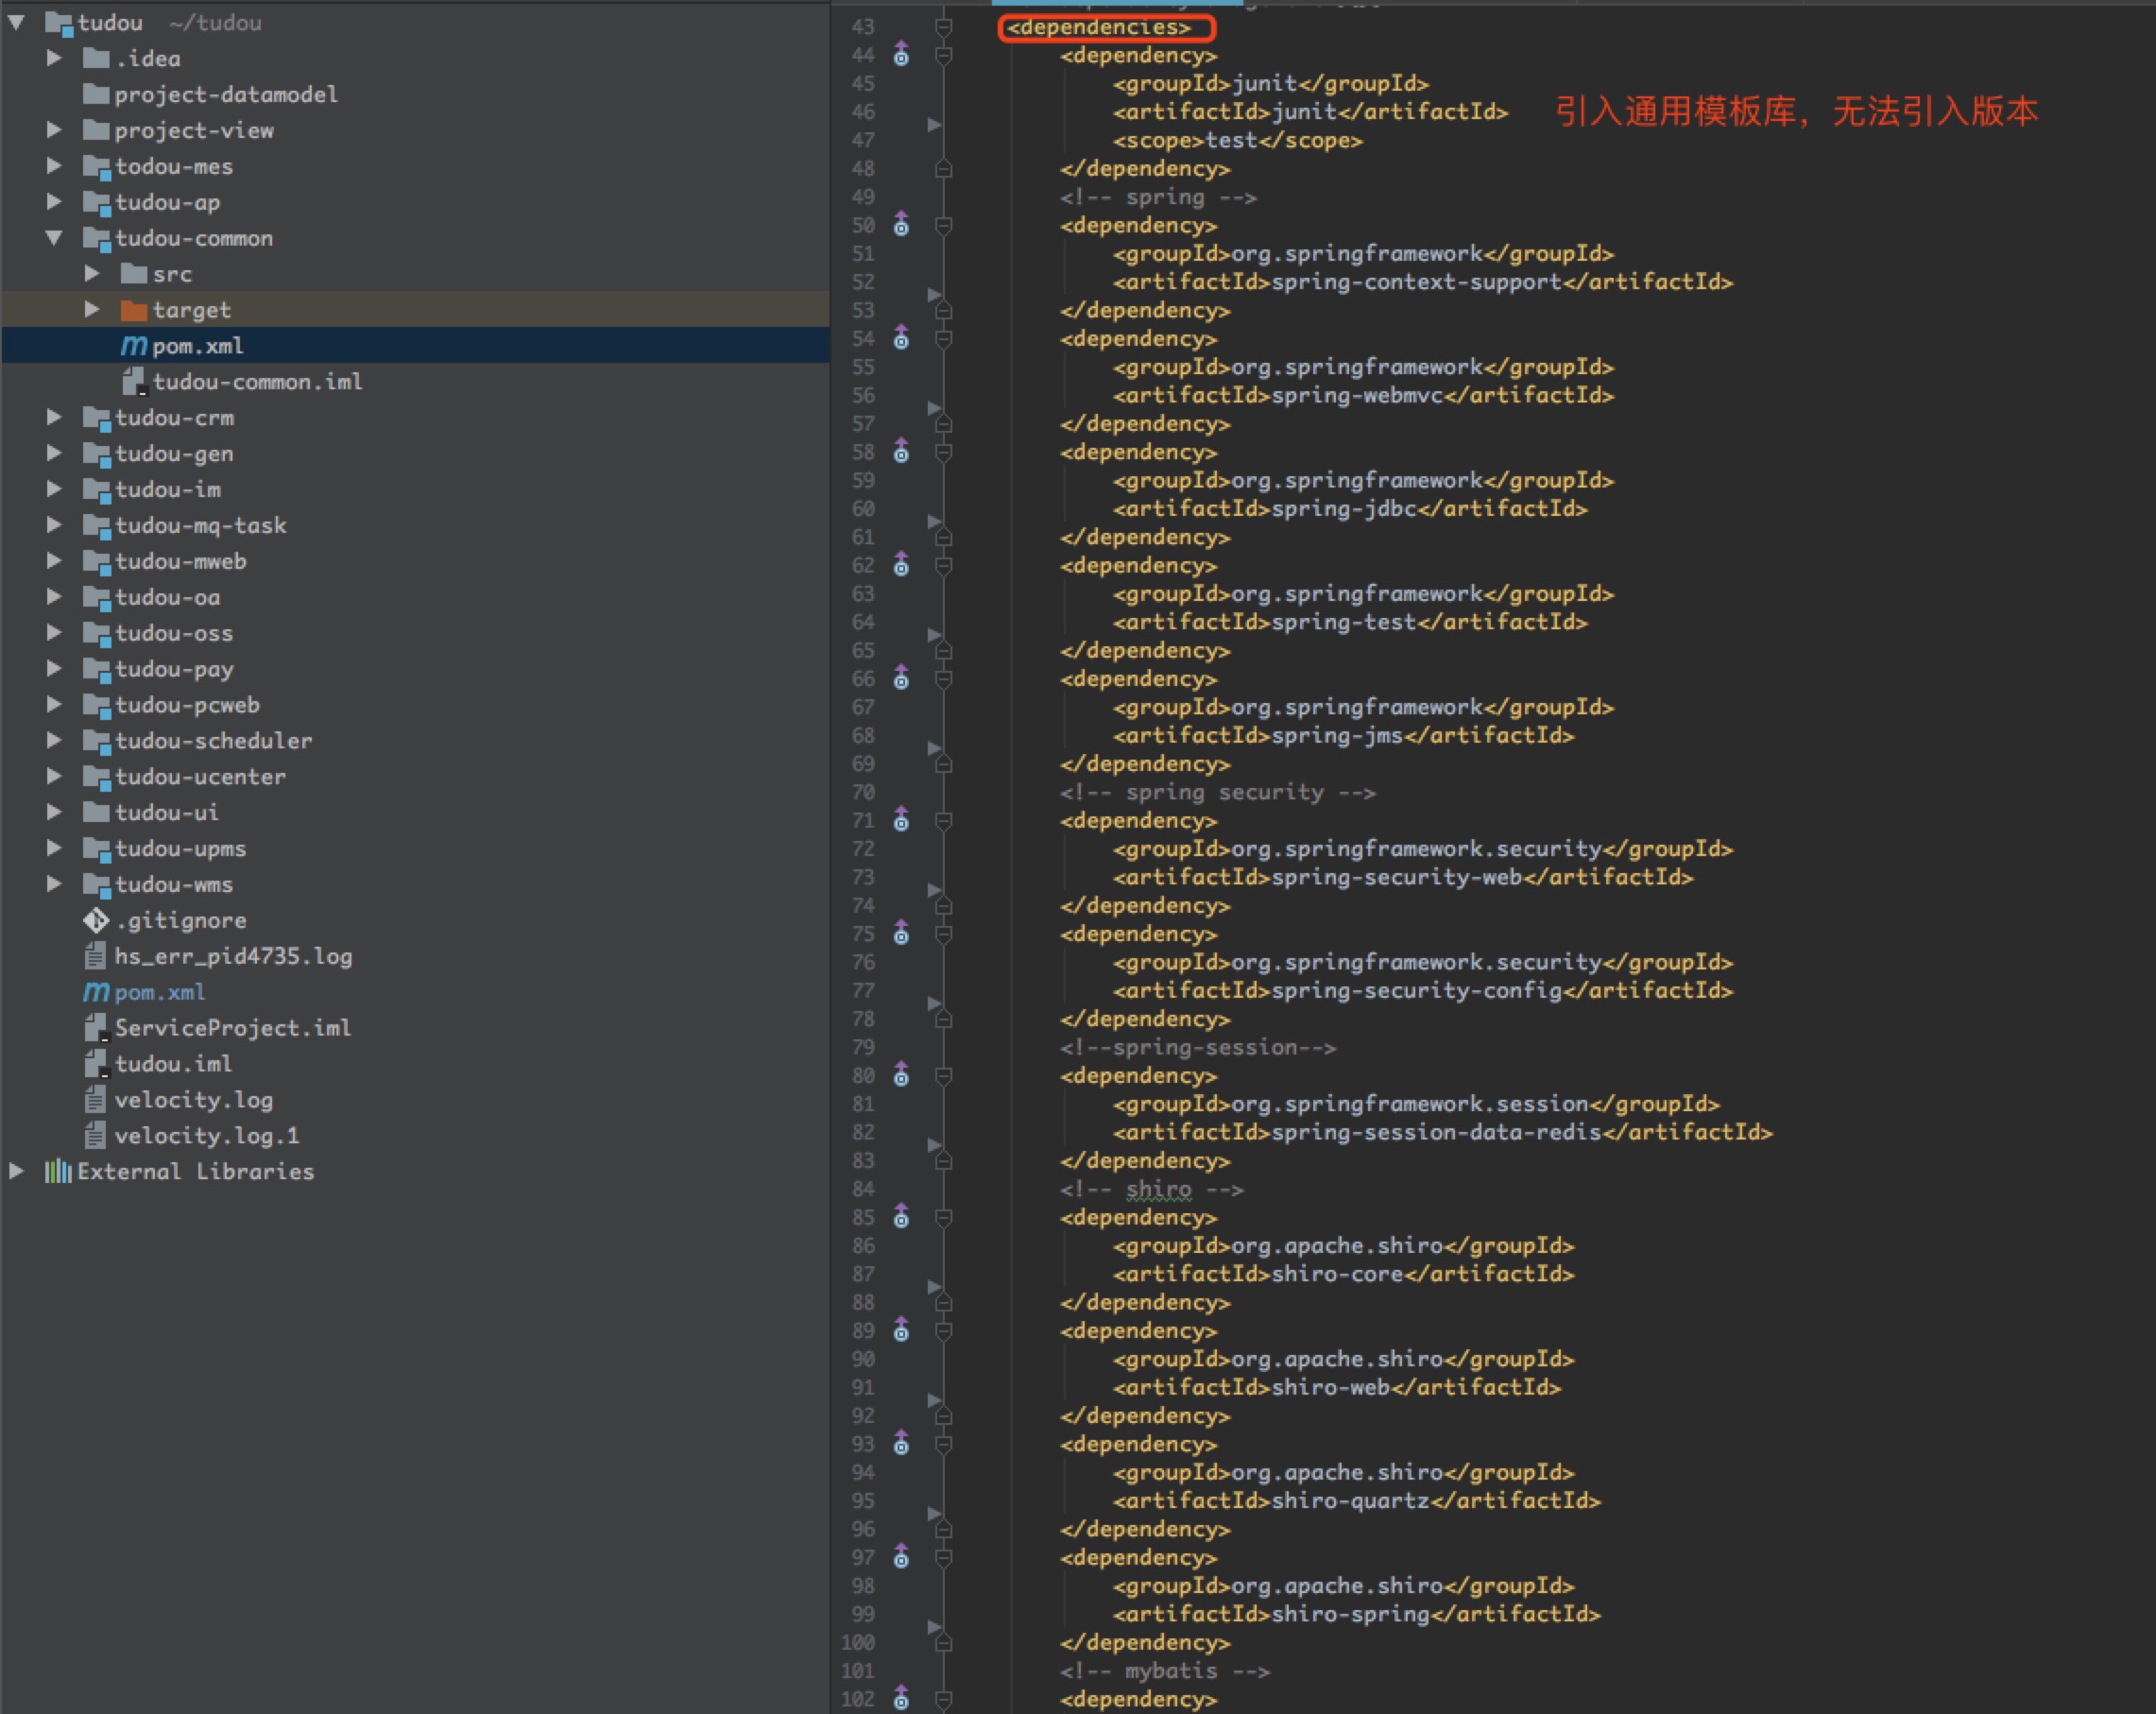 tudou ~/tudou
.idea
project-datamodel
project-view
todou-mes
tudou-ap
tudou-common
src
target
pom.xml
tudou-common.iml
tudou-crm
tudou-gen
tudou-im
tudou-mq-task
tudou-mweb
tudou-oa
tudou-oss
tudou-pay
tudou-pcweb
tudou-scheduler
tudou-ucenter
tudou-ui
tudou-upms
tudou-wms
.gitignore
hs_err_pid4735.log
pom.xml
ServiceProject.iml
tudou.iml
velocity.log
velocity.log.1
External Libraries
43 <dependencies>
44 <dependency>
45 <groupId>junit</groupId>
46 <artifactId>junit</artifactId>
引入通用模板库，无法引入版本
47 <scope>test</scope>
48 </dependency>
49 <!-- spring -->
50 <dependency>
51 <groupId>org.springframework</groupId>
52 <artifactId>spring-context-support</artifactId>
53 </dependency>
54 <dependency>
55 <groupId>org.springframework</groupId>
56 <artifactId>spring-webmvc</artifactId>
57 </dependency>
58 <dependency>
59 <groupId>org.springframework</groupId>
60 <artifactId>spring-jdbc</artifactId>
61 </dependency>
62 <dependency>
63 <groupId>org.springframework</groupId>
64 <artifactId>spring-test</artifactId>
65 </dependency>
66 <dependency>
67 <groupId>org.springframework</groupId>
68 <artifactId>spring-jms</artifactId>
69 </dependency>
70 <!-- spring security -->
71 <dependency>
72 <groupId>org.springframework.security</groupId>
73 <artifactId>spring-security-web</artifactId>
74 </dependency>
75 <dependency>
76 <groupId>org.springframework.security</groupId>
77 <artifactId>spring-security-config</artifactId>
78 </dependency>
79 <!--spring-session-->
80 <dependency>
81 <groupId>org.springframework.session</groupId>
82 <artifactId>spring-session-data-redis</artifactId>
83 </dependency>
84 <!-- shiro -->
85 <dependency>
86 <groupId>org.apache.shiro</groupId>
87 <artifactId>shiro-core</artifactId>
88 </dependency>
89 <dependency>
90 <groupId>org.apache.shiro</groupId>
91 <artifactId>shiro-web</artifactId>
92 </dependency>
93 <dependency>
94 <groupId>org.apache.shiro</groupId>
95 <artifactId>shiro-quartz</artifactId>
96 </dependency>
97 <dependency>
98 <groupId>org.apache.shiro</groupId>
99 <artifactId>shiro-spring</artifactId>
100 </dependency>
101 <!-- mybatis -->
102 <dependency>